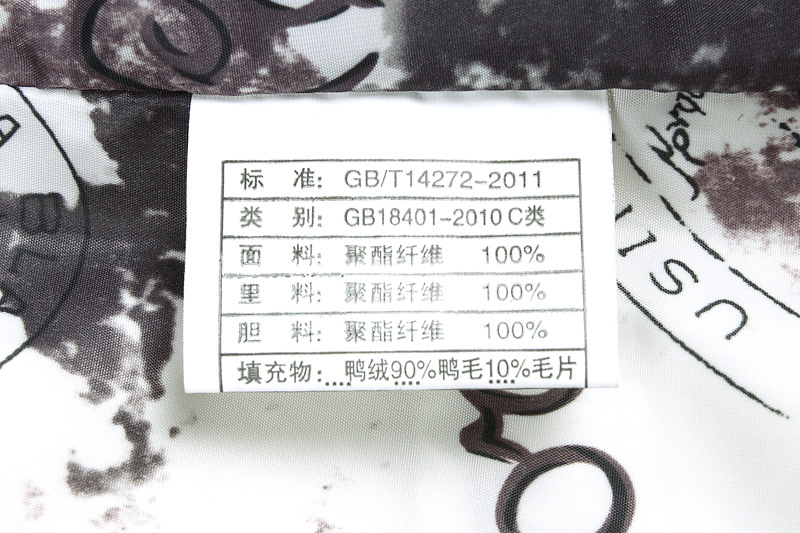 标 准: GB/T14272-2011
类 别: GB18401-2010 C类
面 料: 聚酯纤维 100%
里 料: 聚酯纤维 100%
胆 料: 聚酯纤维 100%
填充物: 鸭绒90%鸭毛10%毛片